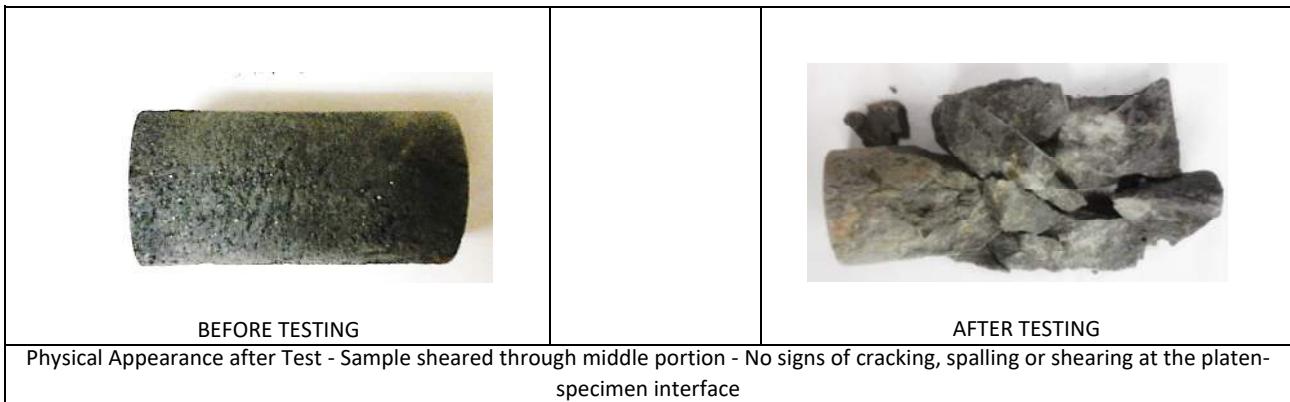 BEFORE TESTING
AFTER TESTING
Physical Appearance after Test - Sample sheared through middle portion - No signs of cracking, spalling or shearing at the platen-
specimen interface